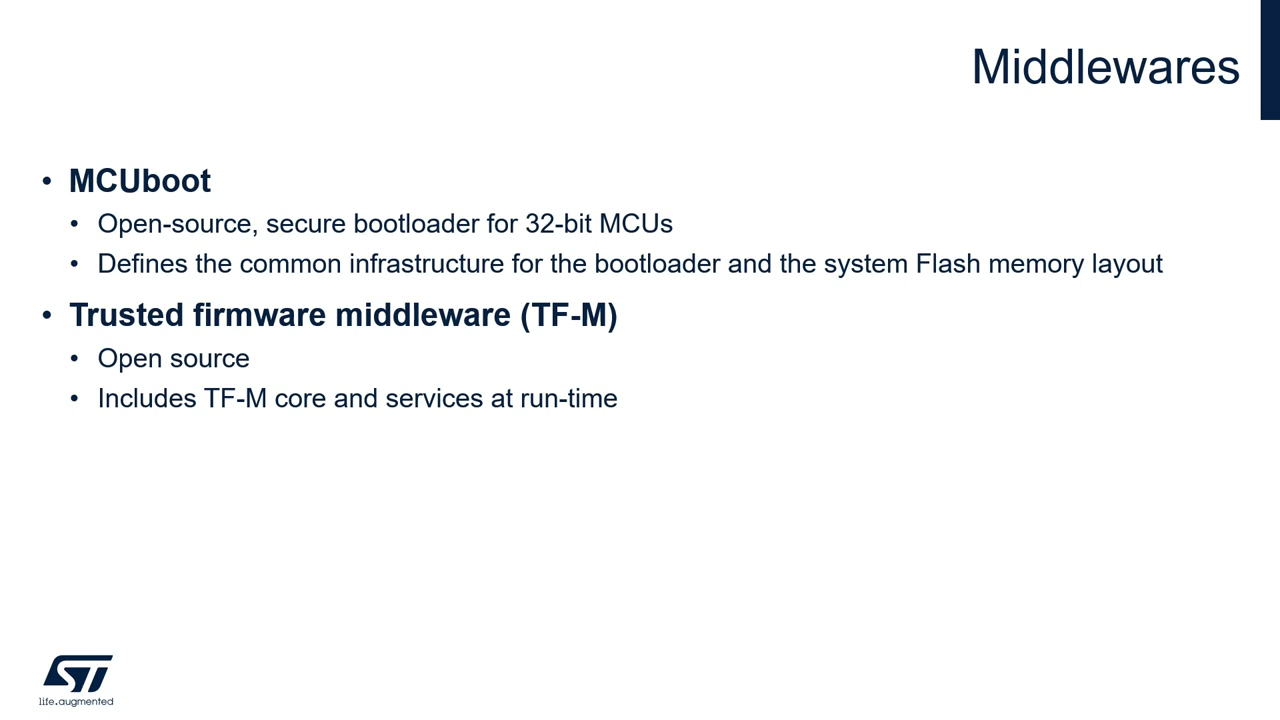 Middlewares
• MCUboot
• Open-source, secure bootloader for 32-bit MCUs
• Defines the common infrastructure for the bootloader and the system Flash memory layout
• Trusted firmware middleware (TF-M)
• Open source
• Includes TF-M core and services at run-time
ST
life.augmented